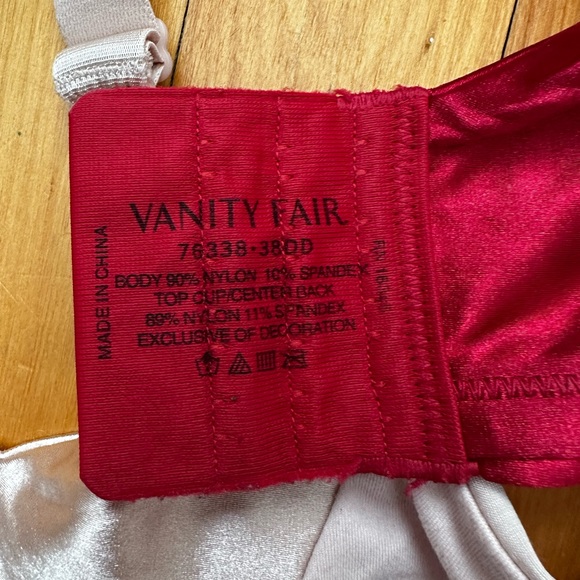 VANITY FAIR
76338·38DD
BODY 90% NYLON 10% SPANDEX
TOP CUP/CENTER BACK
89% NYLON 11% SPANDEX
EXCLUSIVE OF DECORATION
MADE IN CHINA
RN